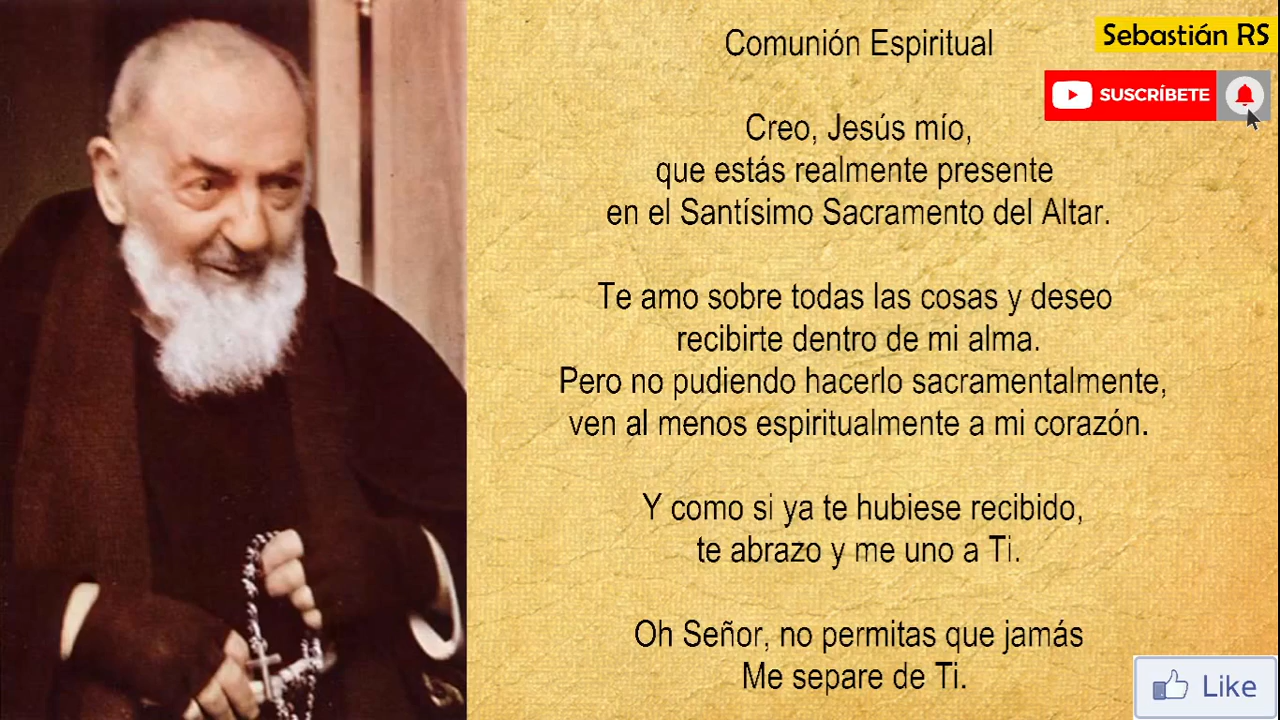 Comunión Espiritual
Sebastián RS
SUSCRÍBETE
Creo, Jesús mío,
que estás realmente presente
en el Santísimo Sacramento del Altar.
Te amo sobre todas las cosas y deseo
recibirte dentro de mi alma.
Pero no pudiendo hacerlo sacramentalmente,
ven al menos espiritualmente a mi corazón.
Y como si ya te hubiese recibido,
te abrazo y me uno a Ti.
Oh Señor, no permitas que jamás
Me separe de Ti.
Like